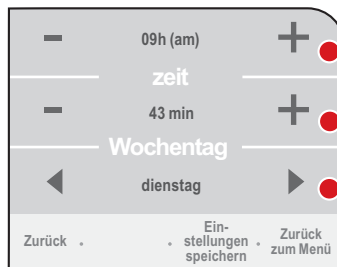 09h (am)
zeit
43 min
Wochentag
dienstag
Zurück
Ein-
stellungen
speichern
Zurück
zum Menü